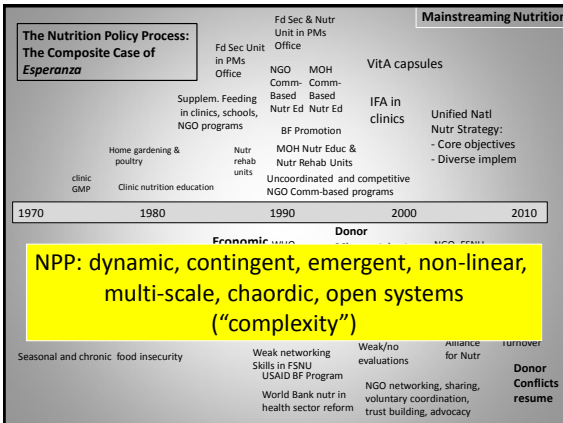 Mainstreaming Nutrition
The Nutrition Policy Process:
The Composite Case of
Esperanza
Fd Sec & Nutr
Unit in PMs
Office
Fd Sec Unit
in PMs
Office
NGO
Comm-
Based
Nutr Ed
MOH
Comm-
Based
Nutr Ed
VitA capsules
Supplem. Feeding
in clinics, schools,
NGO programs
IFA in
clinics
Unified Natl
Nutr Strategy:
- Core objectives
- Diverse implem
BF Promotion
Home gardening &
poultry
Nutr
rehab
units
MOH Nutr Educ &
Nutr Rehab Units
clinic
GMP
Clinic nutrition education
Uncoordinated and competitive
NGO Comm-based programs
1970 1980 1990 2000 2010
Economic WHO
Donor
NGO FSNU
NPP: dynamic, contingent, emergent, non-linear,
multi-scale, chaordic, open systems
(“complexity”)
Seasonal and chronic food insecurity
Weak networking
Skills in FSNU
USAID BF Program
World Bank nutr in
health sector reform
Weak/no
evaluations
NGO networking, sharing,
voluntary coordination,
trust building, advocacy
Alliance
for Nutr
Turnover
Donor
Conflicts
resume